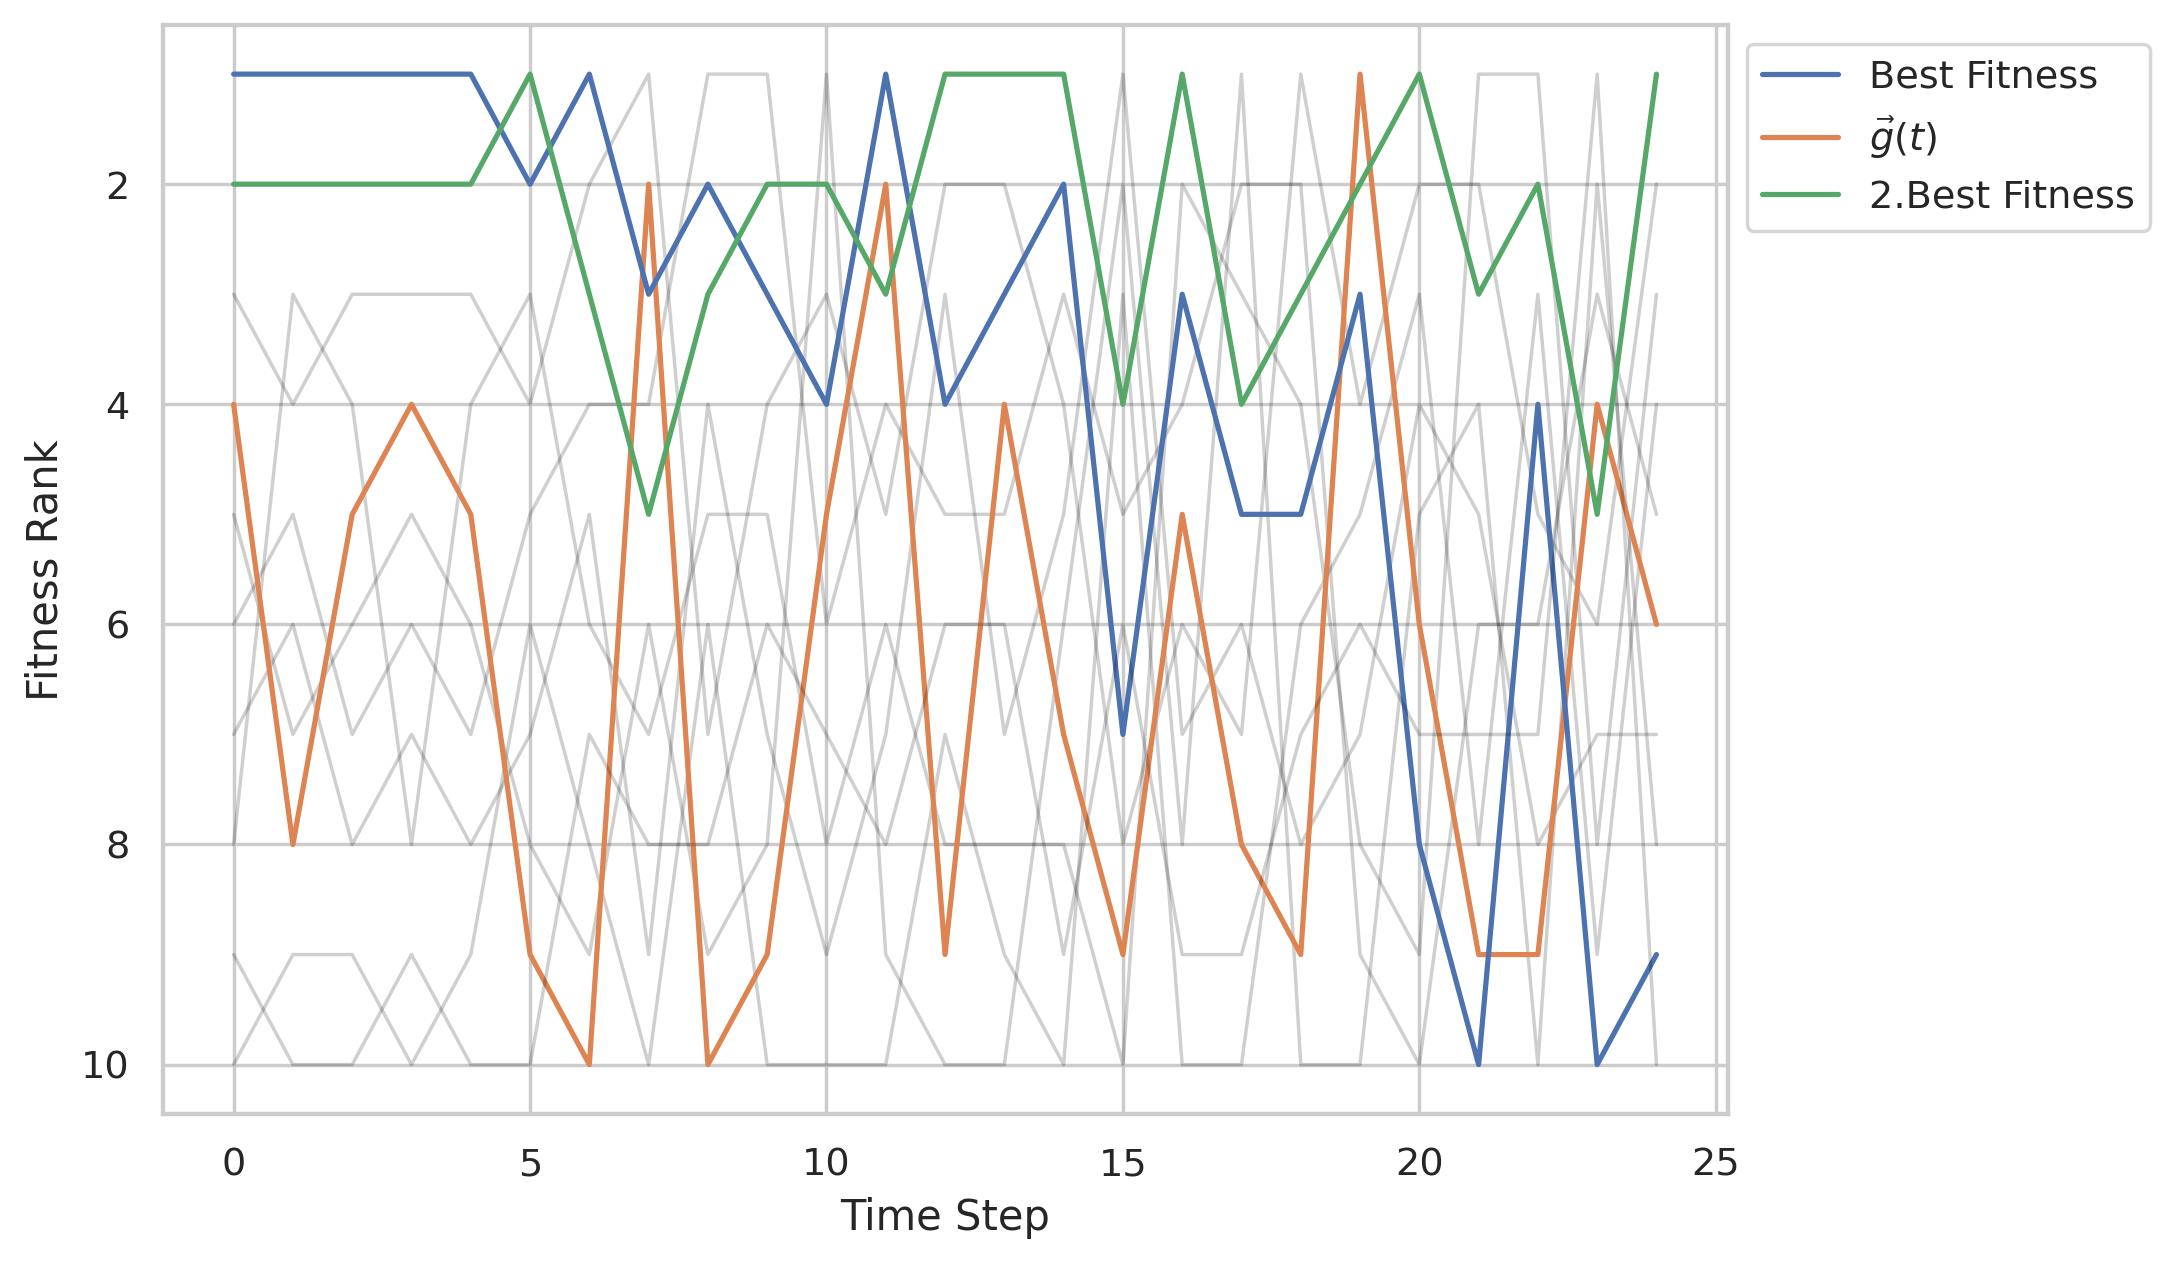 Best Fitness
g⃗(t)
2.Best Fitness
2
4
6
8
10
Fitness Rank
0 5 10 15 20 25
Time Step